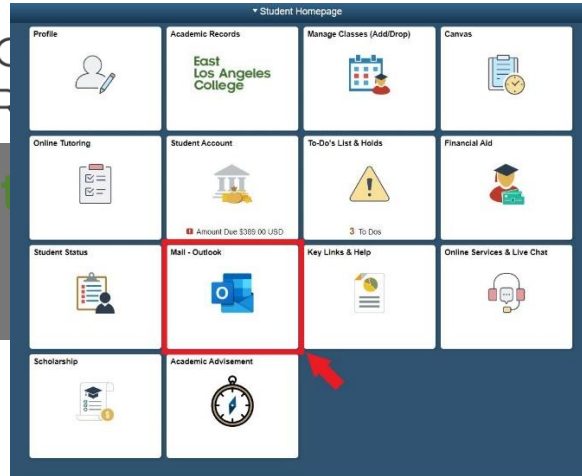 Student Homepage
Profile
Academic Records
Manage Classes (Add/Drop)
Canvas
East
Los Angeles
College
Online Tutoring
Student Account
To-Do's List & Holds
Financial Aid
Amount Due $389.00 USD
3 To Dos
Student Status
Mail - Outlook
Key Links & Help
Online Services & Live Chat
O
Scholarship
Academic Advisement